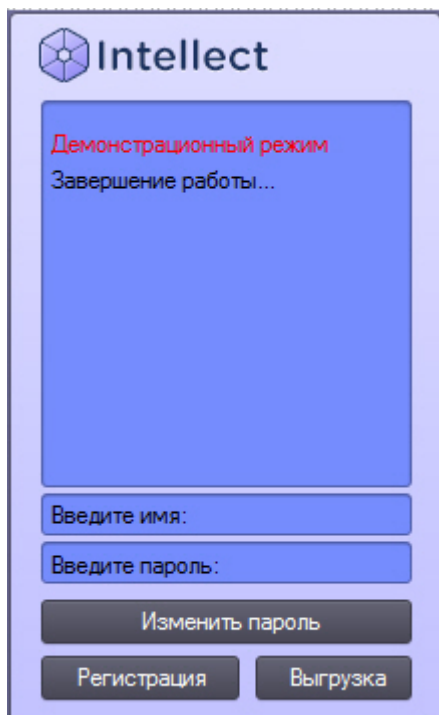 Intellect
Демонстрационный режим
Завершение работы...
Введите имя:
Введите пароль:
Изменить пароль
Регистрация Выгрузка